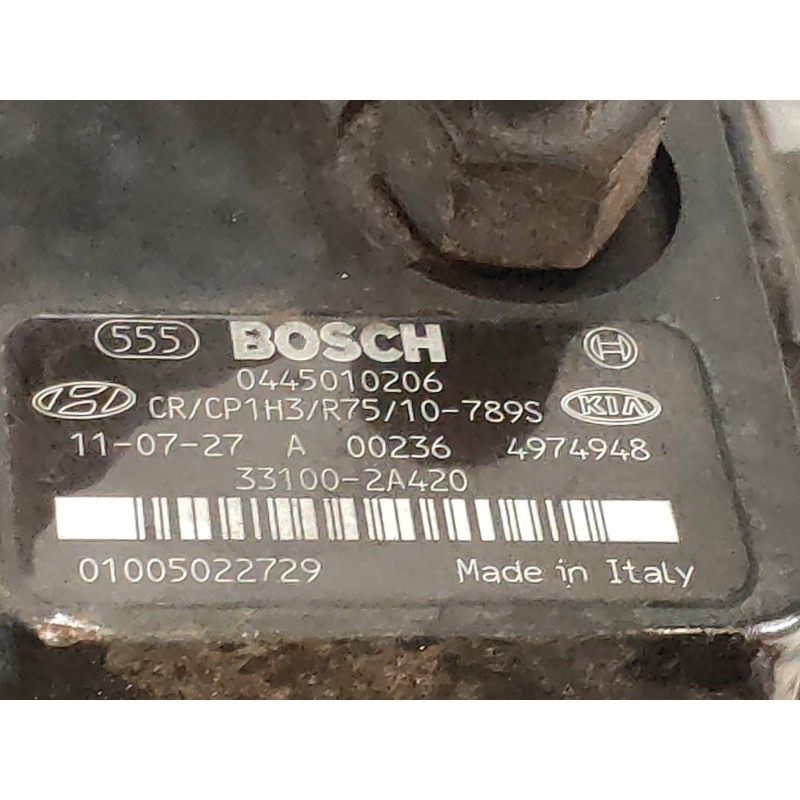 555 BOSCH
0445010206
CR/CP1H3/R75/10-789S KIA
11-07-27 A 00236 4974948
33100-2A420
01005022729 Made in Italy